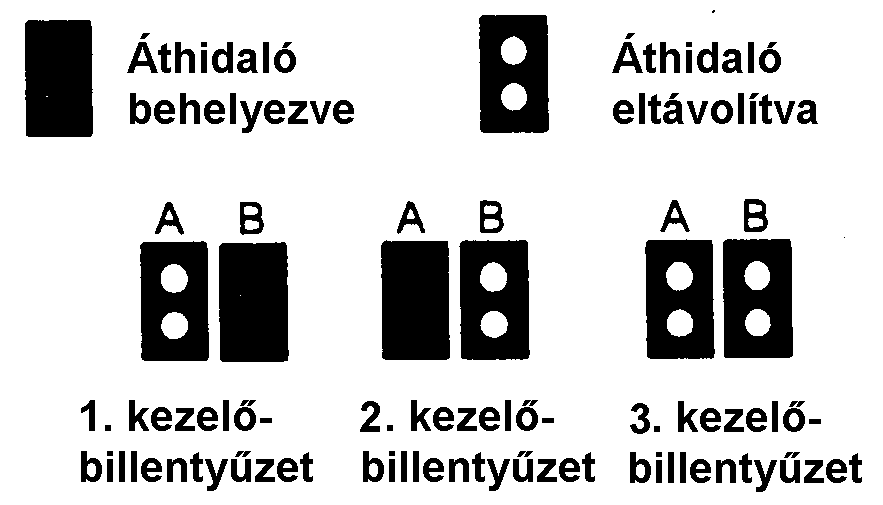 Áthidaló
behelyezve
Áthidaló
eltávolítva
A B
A B
A B
1. kezelő-
billentyűzet
2. kezelő-
billentyűzet
3. kezelő-
billentyűzet